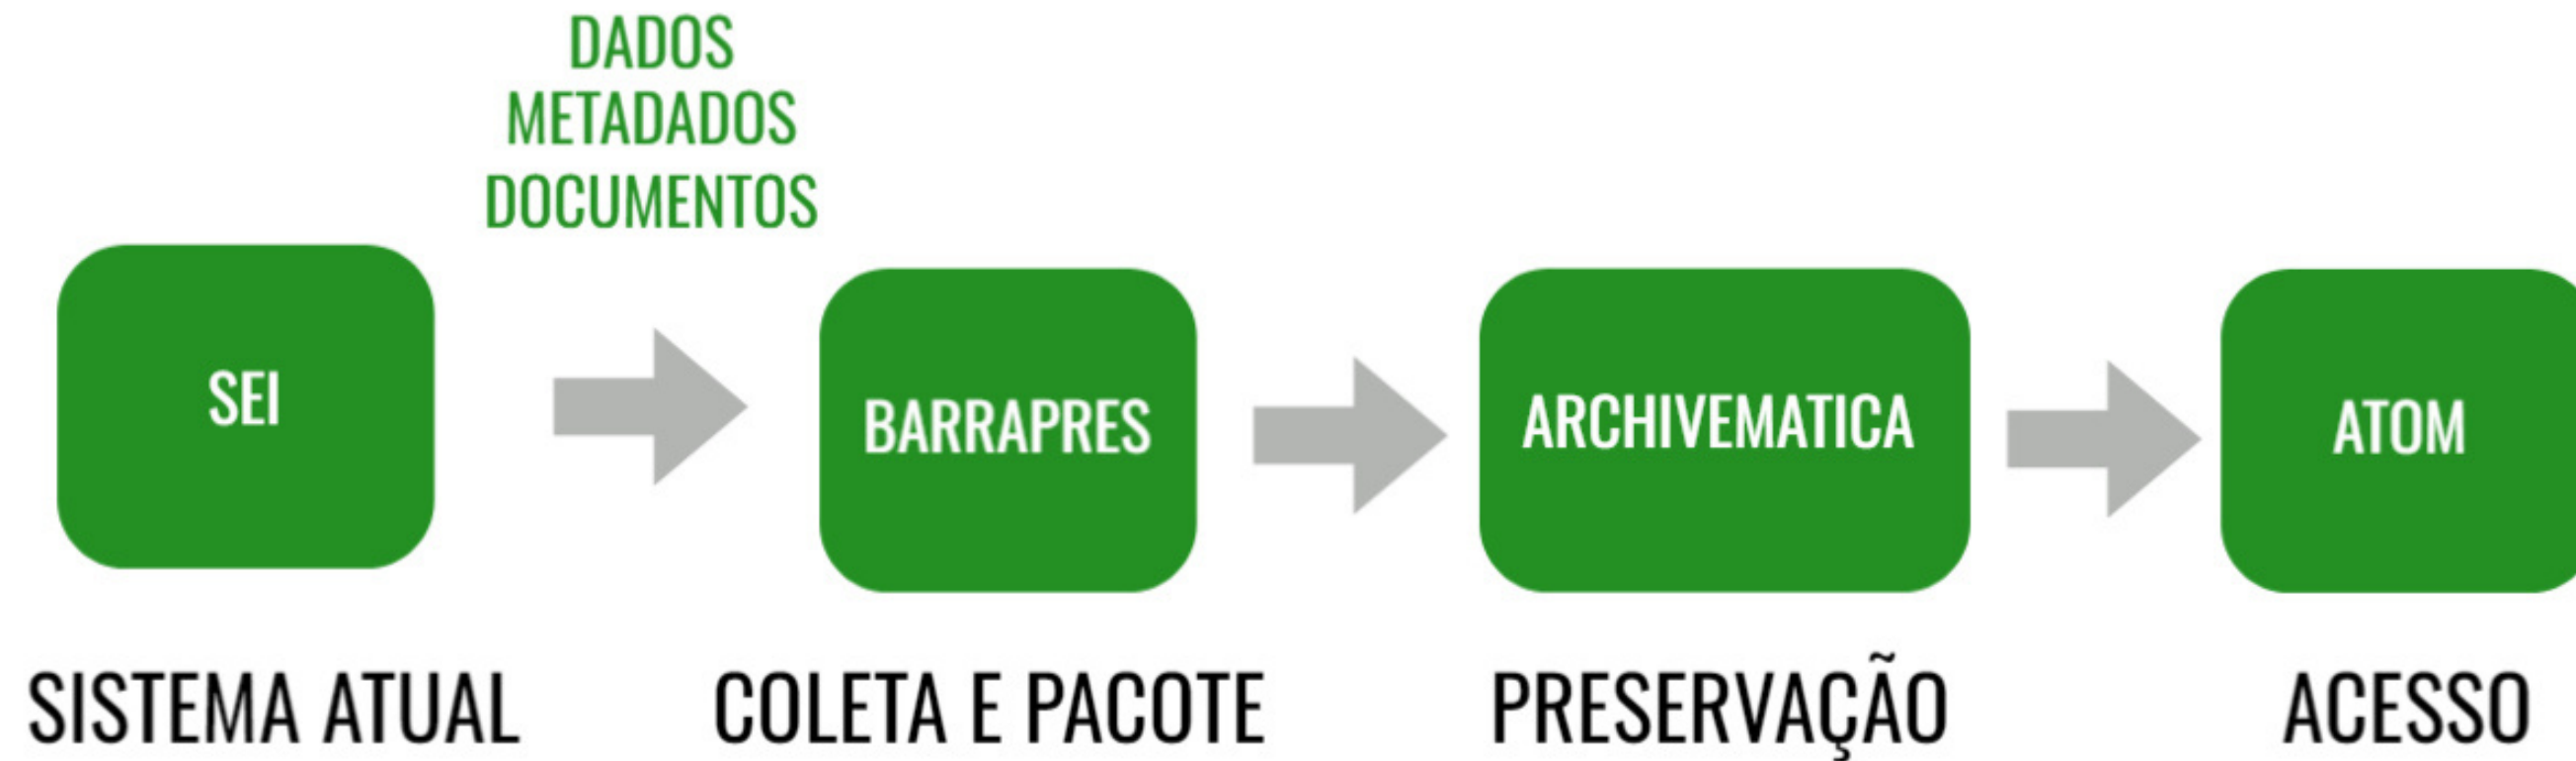 DADOS
METADADOS
DOCUMENTOS
SEI
BARRAPRES
ARCHIVEMATICA
ATOM
SISTEMA ATUAL
COLETA E PACOTE
PRESERVAÇÃO
ACESSO